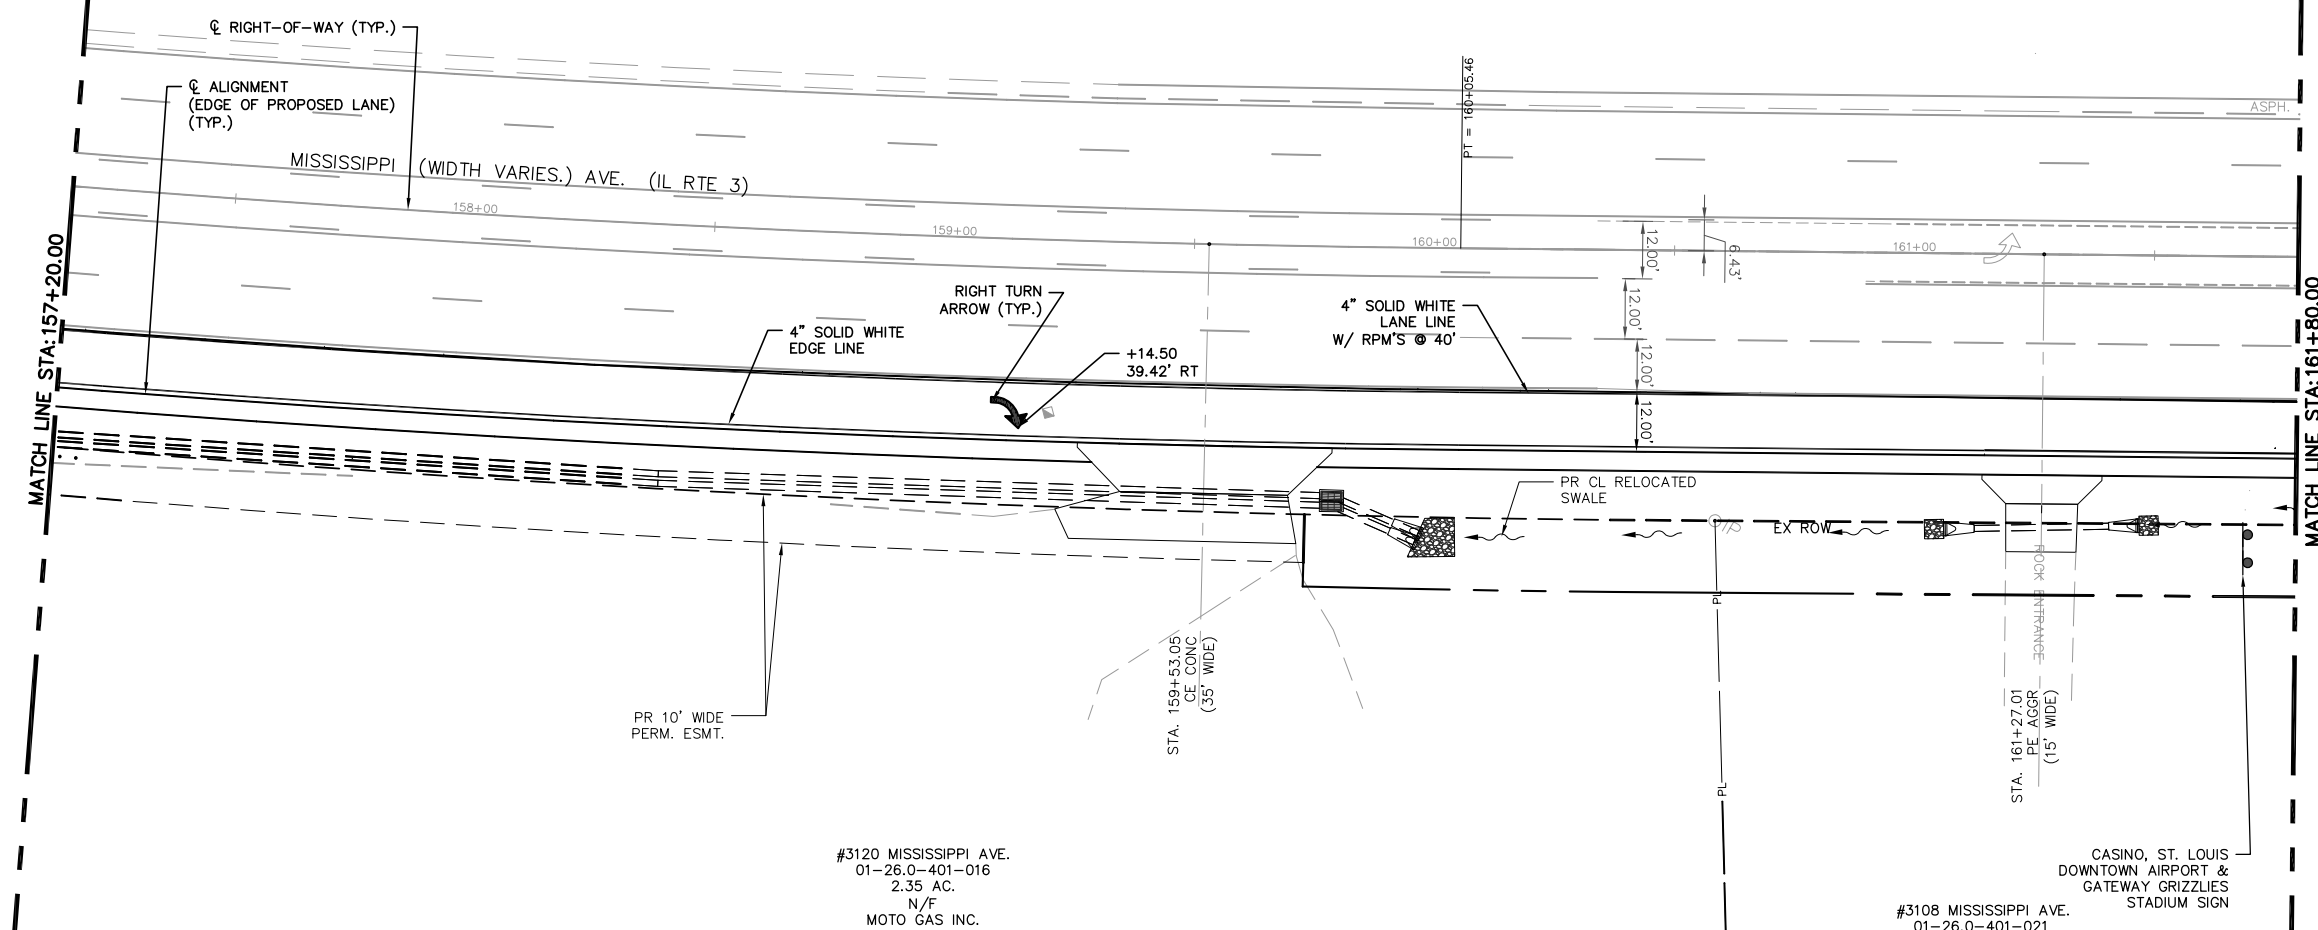 ℄ RIGHT-OF-WAY (TYP.)
℄ ALIGNMENT
(EDGE OF PROPOSED LANE)
(TYP.)
MISSISSIPPI (WIDTH VARIES.) AVE. (IL RTE 3)
PT = 160+05.46
ASPH.
158+00
159+00
160+00
161+00
12.00'
6.43'
12.00'
12.00'
12.00'
MATCH LINE STA:157+20.00
MATCH LINE STA:161+80.00
RIGHT TURN
ARROW (TYP.)
4" SOLID WHITE
EDGE LINE
+14.50
39.42' RT
4" SOLID WHITE
LANE LINE
W/ RPM'S @ 40'
PR CL RELOCATED
SWALE
EX ROW
PL
PL
ROCK ENTRANCE
STA. 159+53.05
CE CONC
(35' WIDE)
STA. 161+27.01
PE AGGR
(15' WIDE)
PR 10' WIDE
PERM. ESMT.
#3120 MISSISSIPPI AVE.
01-26.0-401-016
2.35 AC.
N/F
MOTO GAS INC.
CASINO, ST. LOUIS
DOWNTOWN AIRPORT &
GATEWAY GRIZZLIES
STADIUM SIGN
#3108 MISSISSIPPI AVE.
01-26.0-401-021